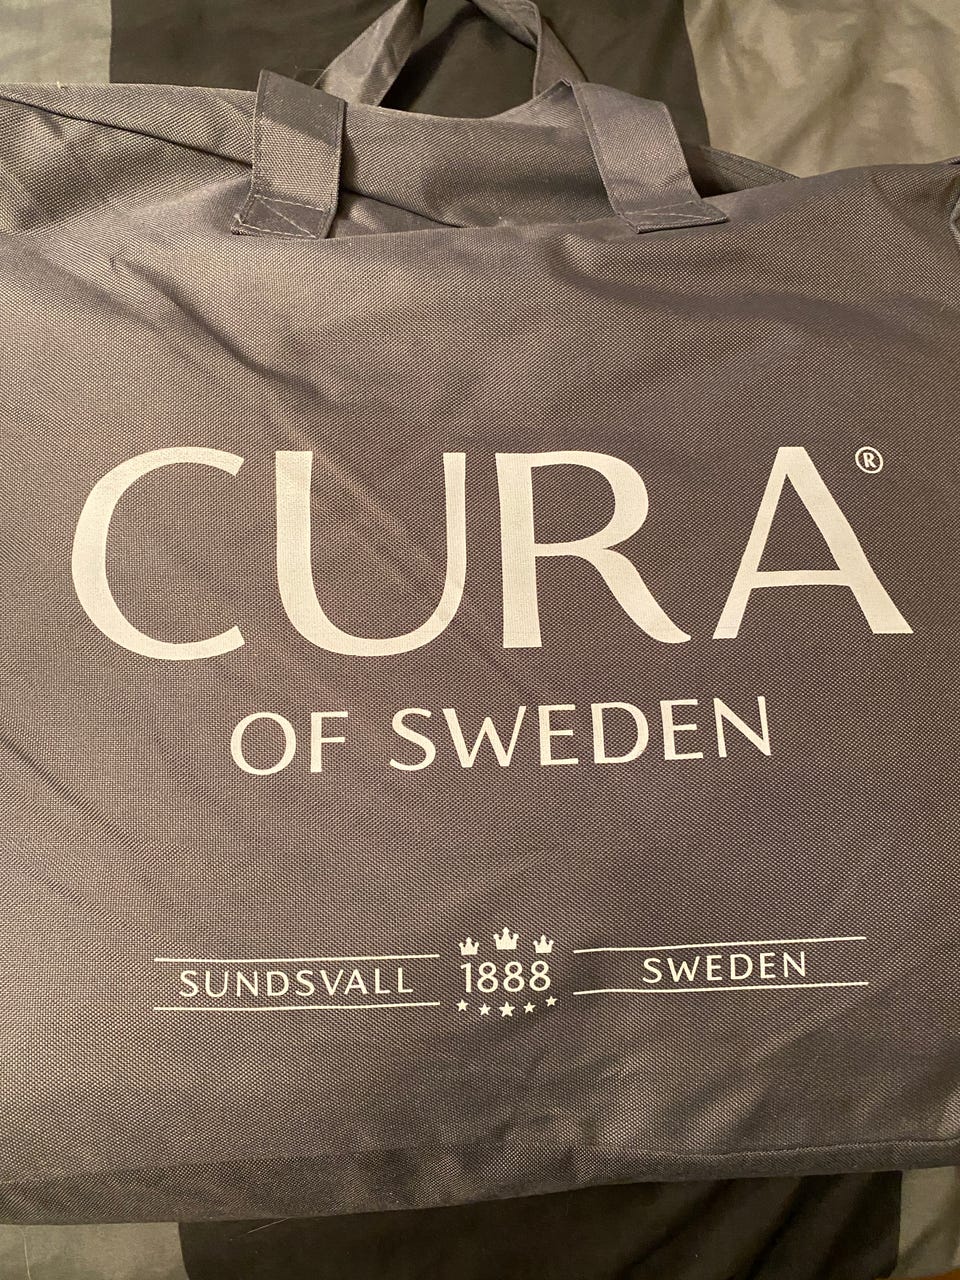 CURA®
OF SWEDEN
SUNDSVALL 1888 SWEDEN